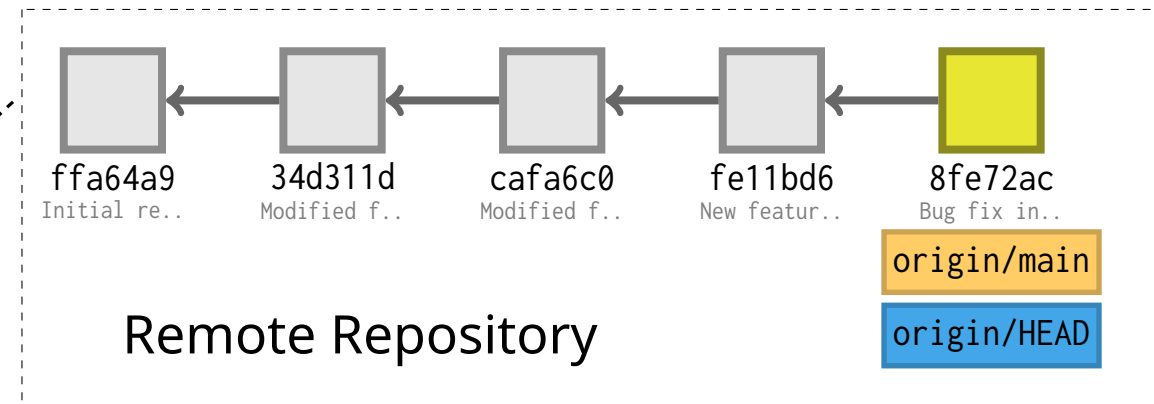 ffa64a9 34d311d cafa6c0 fe11bd6 8fe72ac
Initial re.. Modified f.. Modified f.. New featur.. Bug fix in..
origin/main
Remote Repository
origin/HEAD